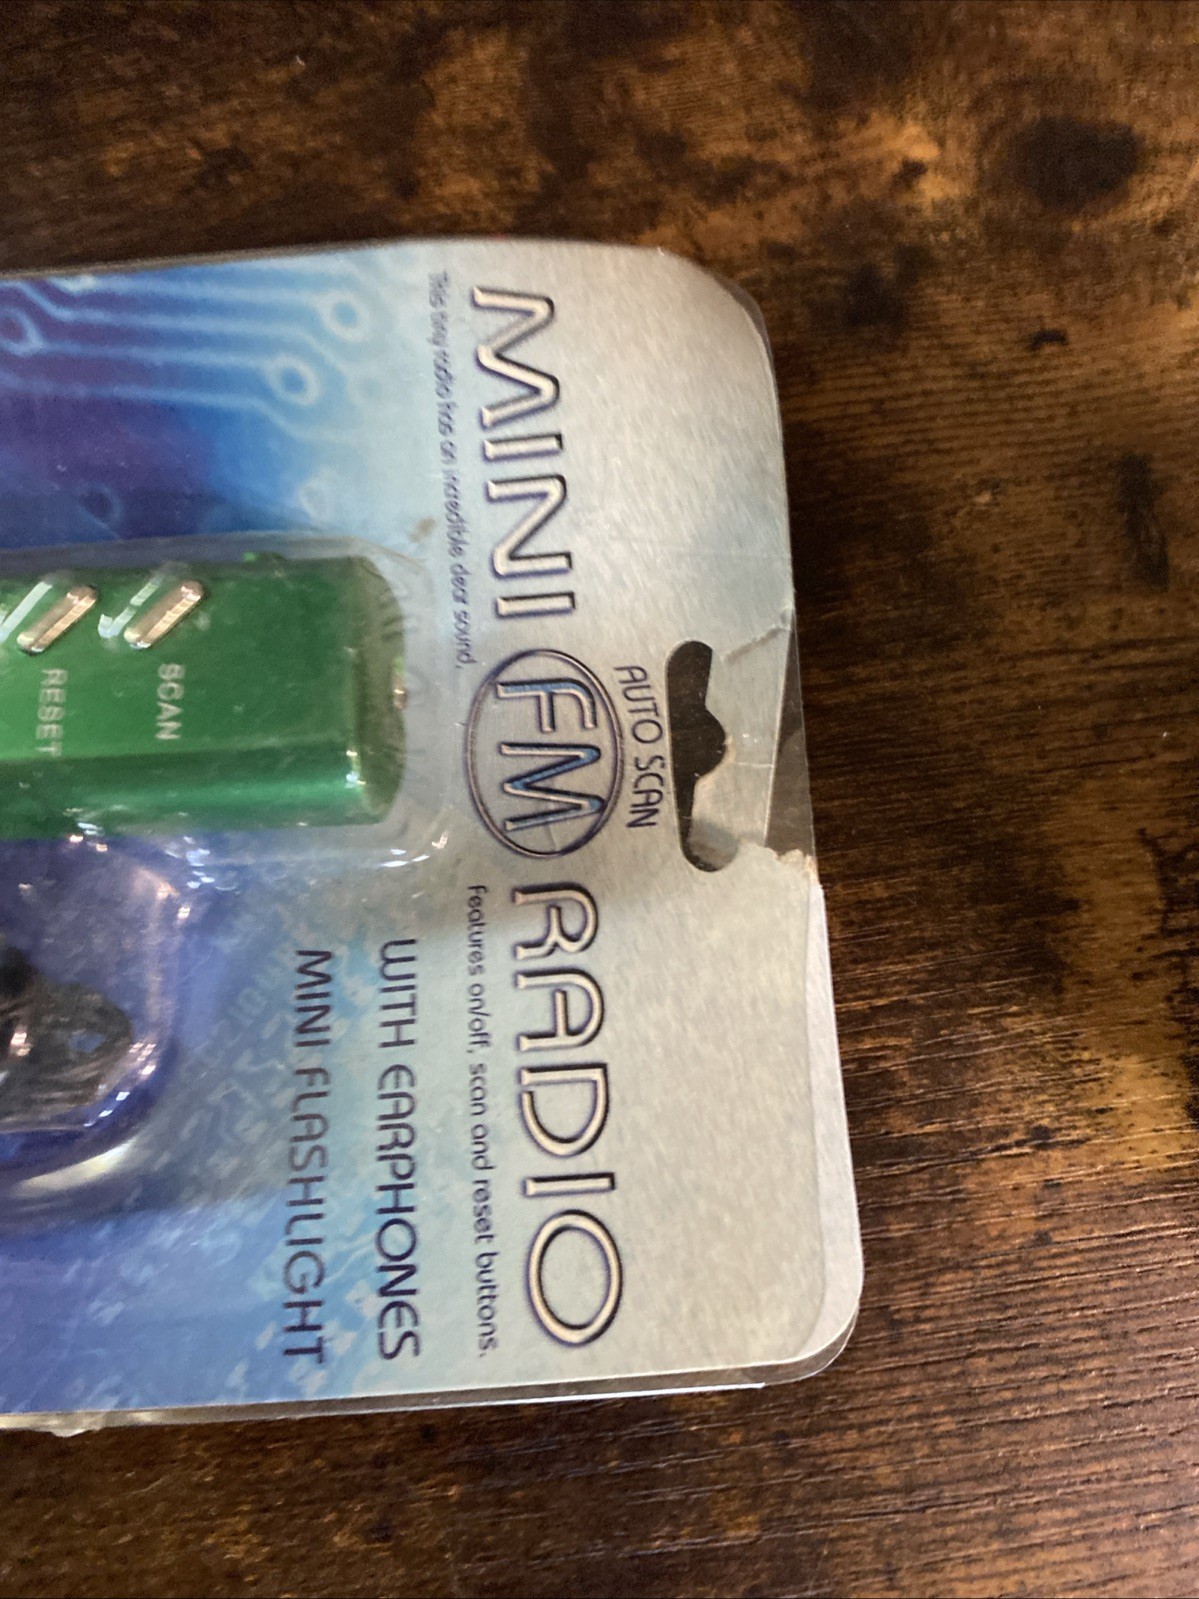 AUTO SCAN
MINI FM RADIO
This tiny radio has an incredible clear sound.
Features on/off, scan and reset buttons.
WITH EARPHONES
MINI FLASHLIGHT
SCAN
RESET